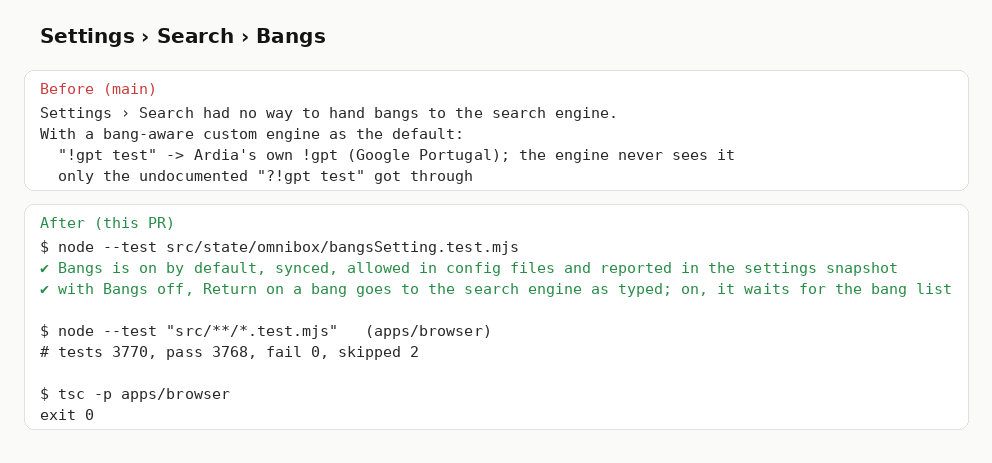 Settings › Search › Bangs
Before (main)
Settings › Search had no way to hand bangs to the search engine.
With a bang-aware custom engine as the default:
"!gpt test" -> Ardia's own !gpt (Google Portugal); the engine never sees it
only the undocumented "?!gpt test" got through
After (this PR)
$ node --test src/state/omnibox/bangsSetting.test.mjs
✔ Bangs is on by default, synced, allowed in config files and reported in the settings snapshot
✔ with Bangs off, Return on a bang goes to the search engine as typed; on, it waits for the bang list
$ node --test "src/**/*.test.mjs" (apps/browser)
# tests 3770, pass 3768, fail 0, skipped 2
$ tsc -p apps/browser
exit 0